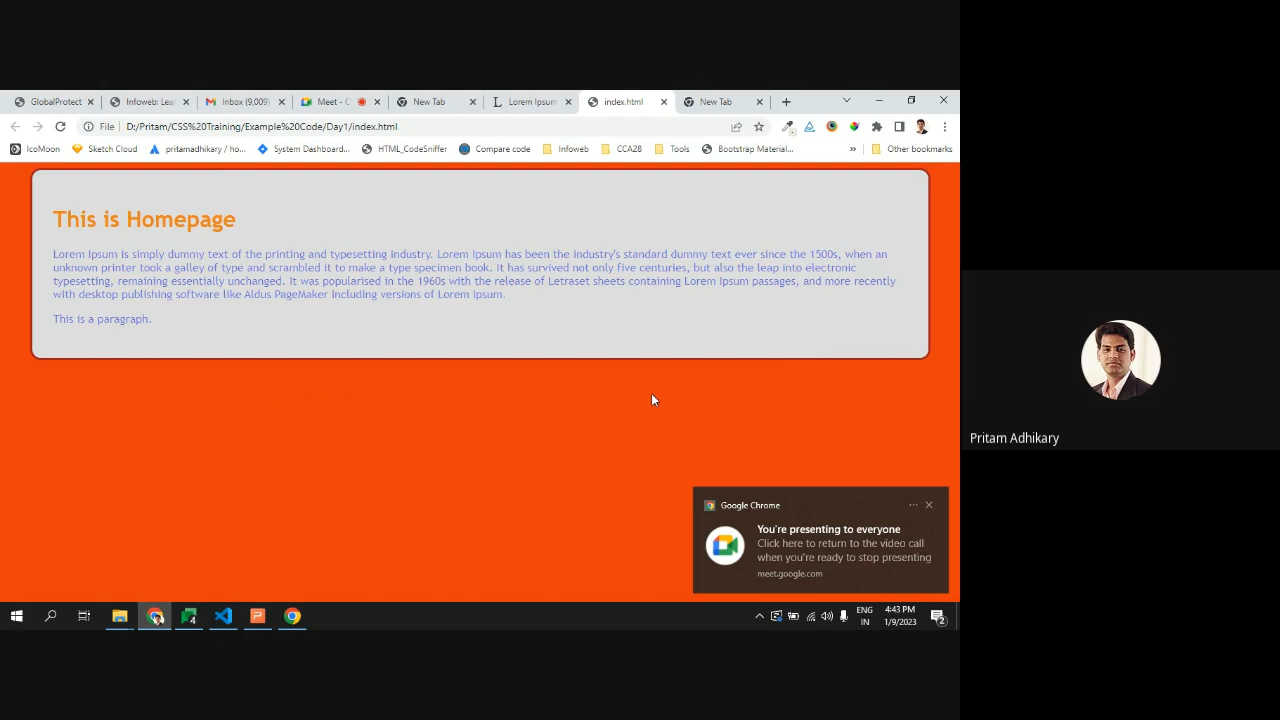 GlobalProtect
Infoweb: Lea
Inbox (9,009)
Meet - C
New Tab
Lorem Ipsum
index.html
New Tab
File D:/Pritam/CSS%20Training/Example%20Code/Day1/index.html
IcoMoon
Sketch Cloud
pritamadhikary / ho...
System Dashboard...
HTML_CodeSniffer
Compare code
Infoweb
CCA28
Tools
Bootstrap Material...
»
Other bookmarks
This is Homepage
Lorem Ipsum is simply dummy text of the printing and typesetting industry. Lorem Ipsum has been the industry's standard dummy text ever since the 1500s, when an
unknown printer took a galley of type and scrambled it to make a type specimen book. It has survived not only five centuries, but also the leap into electronic
typesetting, remaining essentially unchanged. It was popularised in the 1960s with the release of Letraset sheets containing Lorem Ipsum passages, and more recently
with desktop publishing software like Aldus PageMaker including versions of Lorem Ipsum.
This is a paragraph.
Pritam Adhikary
Google Chrome
You're presenting to everyone
Click here to return to the video call
when you're ready to stop presenting
meet.google.com
ENG
IN
4:43 PM
1/9/2023
2